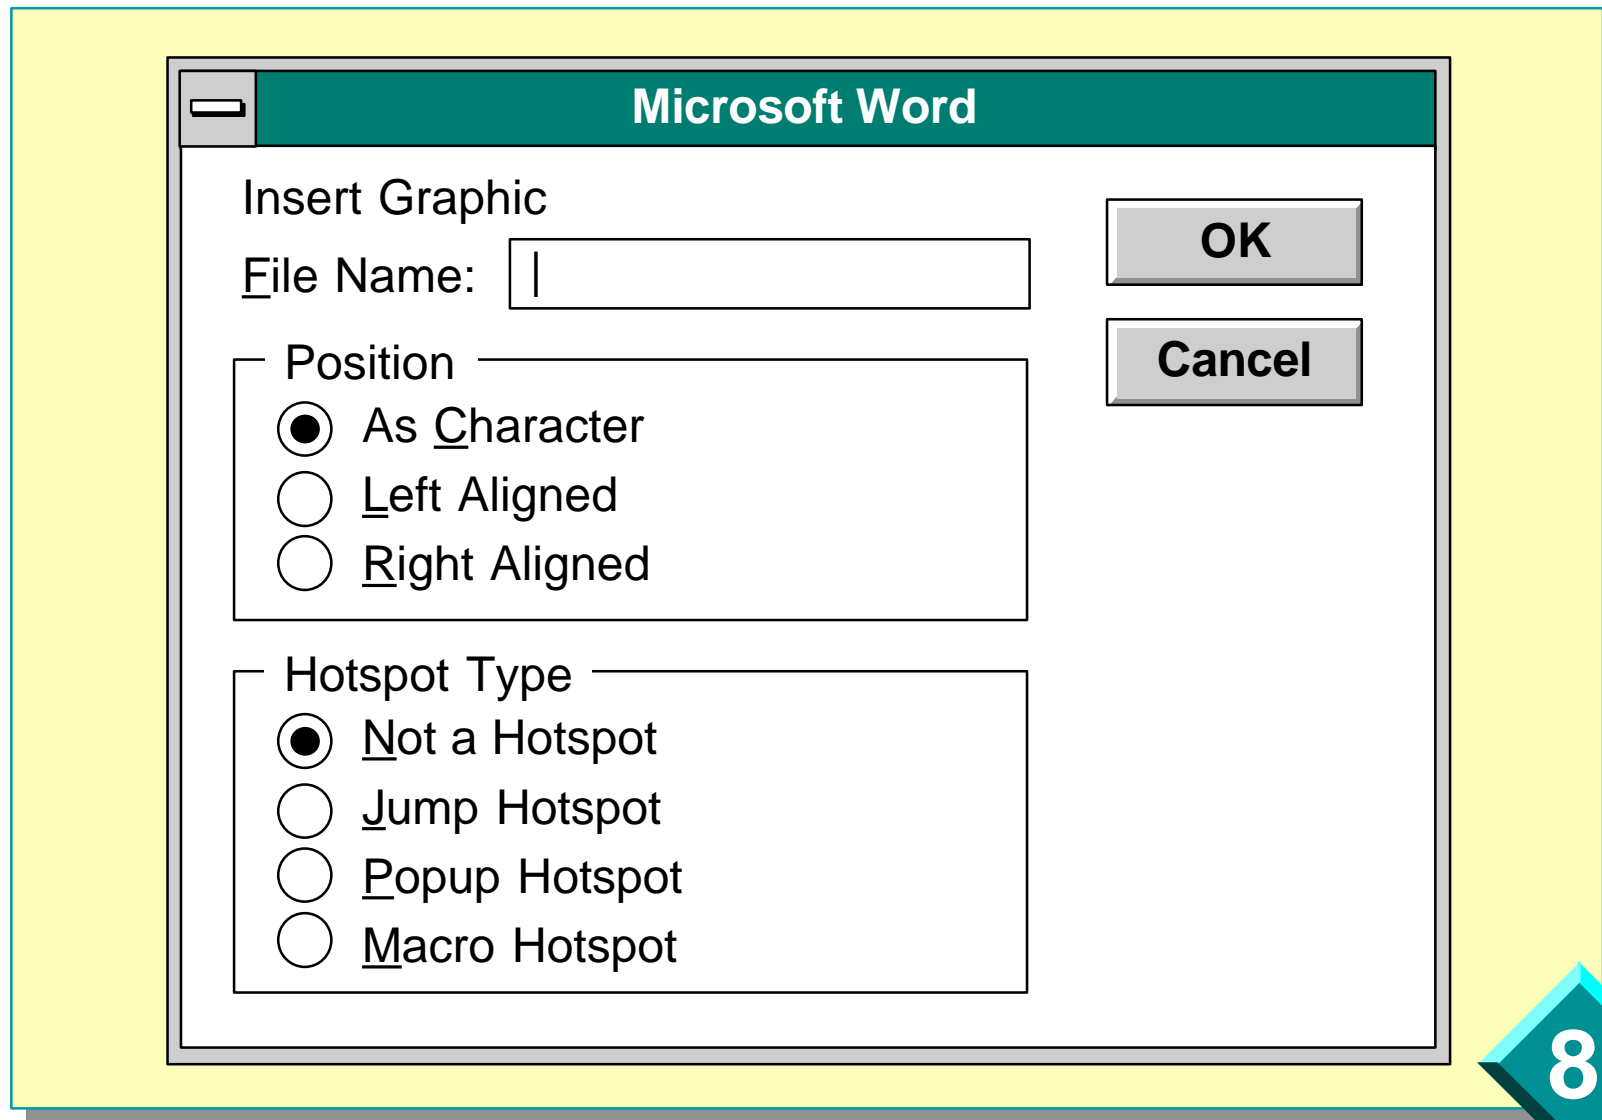 Microsoft Word
Insert Graphic
File Name:
OK
Cancel
Position
As Character
Left Aligned
Right Aligned
Hotspot Type
Not a Hotspot
Jump Hotspot
Popup Hotspot
Macro Hotspot
8